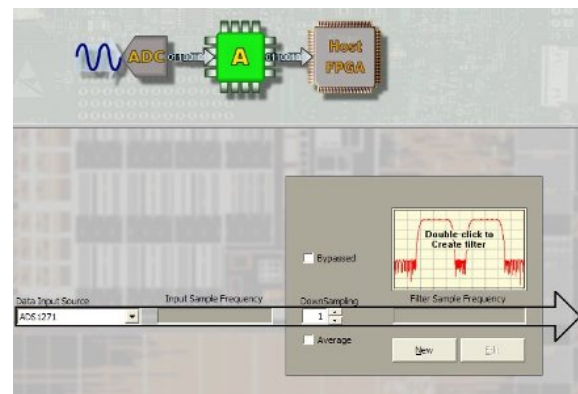 ADC
A
Host
FPGA
Double-click to
Create filter
Bypassed
Data Input Source
Input Sample Frequency
DownSampling
Filter Sample Frequency
ADS1271
1
Average
New
Edit